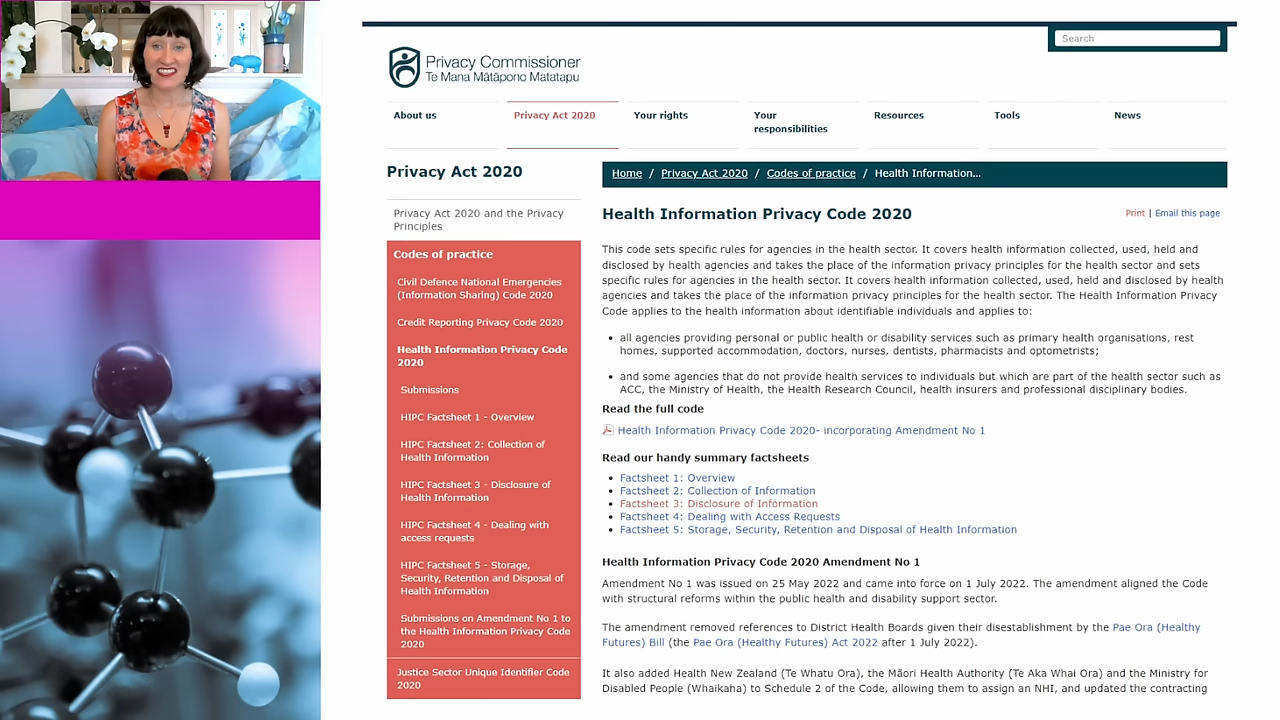 Search
Privacy Commissioner
Te Mana Mātāpono Matatapu
About us
Privacy Act 2020
Your rights
Your
responsibilities
Resources
Tools
News
Privacy Act 2020
Privacy Act 2020 and the Privacy
Principles
Codes of practice
Civil Defence National Emergencies
(Information Sharing) Code 2020
Credit Reporting Privacy Code 2020
Health Information Privacy Code
2020
Submissions
HIPC Factsheet 1 - Overview
HIPC Factsheet 2: Collection of
Health Information
HIPC Factsheet 3 - Disclosure of
Health Information
HIPC Factsheet 4 - Dealing with
access requests
HIPC Factsheet 5 - Storage,
Security, Retention and Disposal of
Health Information
Submissions on Amendment No 1 to
the Health Information Privacy Code
2020
Justice Sector Unique Identifier Code
2020
Home / Privacy Act 2020 / Codes of practice / Health Information...
Health Information Privacy Code 2020
Print | Email this page
This code sets specific rules for agencies in the health sector. It covers health information collected, used, held and
disclosed by health agencies and takes the place of the information privacy principles for the health sector and sets
specific rules for agencies in the health sector. It covers health information collected, used, held and disclosed by health
agencies and takes the place of the information privacy principles for the health sector. The Health Information Privacy
Code applies to the health information about identifiable individuals and applies to:
• all agencies providing personal or public health or disability services such as primary health organisations, rest
homes, supported accommodation, doctors, nurses, dentists, pharmacists and optometrists;
• and some agencies that do not provide health services to individuals but which are part of the health sector such as
ACC, the Ministry of Health, the Health Research Council, health insurers and professional disciplinary bodies.
Read the full code
Health Information Privacy Code 2020- incorporating Amendment No 1
Read our handy summary factsheets
• Factsheet 1: Overview
• Factsheet 2: Collection of Information
• Factsheet 3: Disclosure of Information
• Factsheet 4: Dealing with Access Requests
• Factsheet 5: Storage, Security, Retention and Disposal of Health Information
Health Information Privacy Code 2020 Amendment No 1
Amendment No 1 was issued on 25 May 2022 and came into force on 1 July 2022. The amendment aligned the Code
with structural reforms within the public health and disability support sector.
The amendment removed references to District Health Boards given their disestablishment by the Pae Ora (Healthy
Futures) Bill (the Pae Ora (Healthy Futures) Act 2022 after 1 July 2022).
It also added Health New Zealand (Te Whatu Ora), the Māori Health Authority (Te Aka Whai Ora) and the Ministry for
Disabled People (Whaikaha) to Schedule 2 of the Code, allowing them to assign an NHI, and updated the contracting